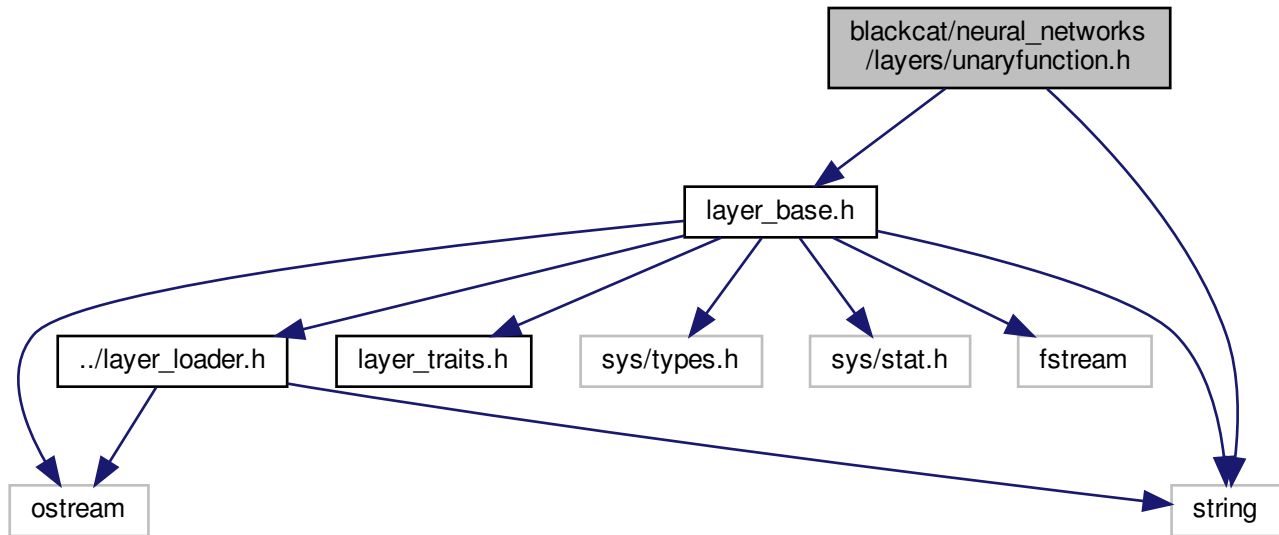 blackcat/neural_networks
/layers/unaryfunction.h
layer_base.h
../layer_loader.h
layer_traits.h
sys/types.h
sys/stat.h
fstream
ostream
string